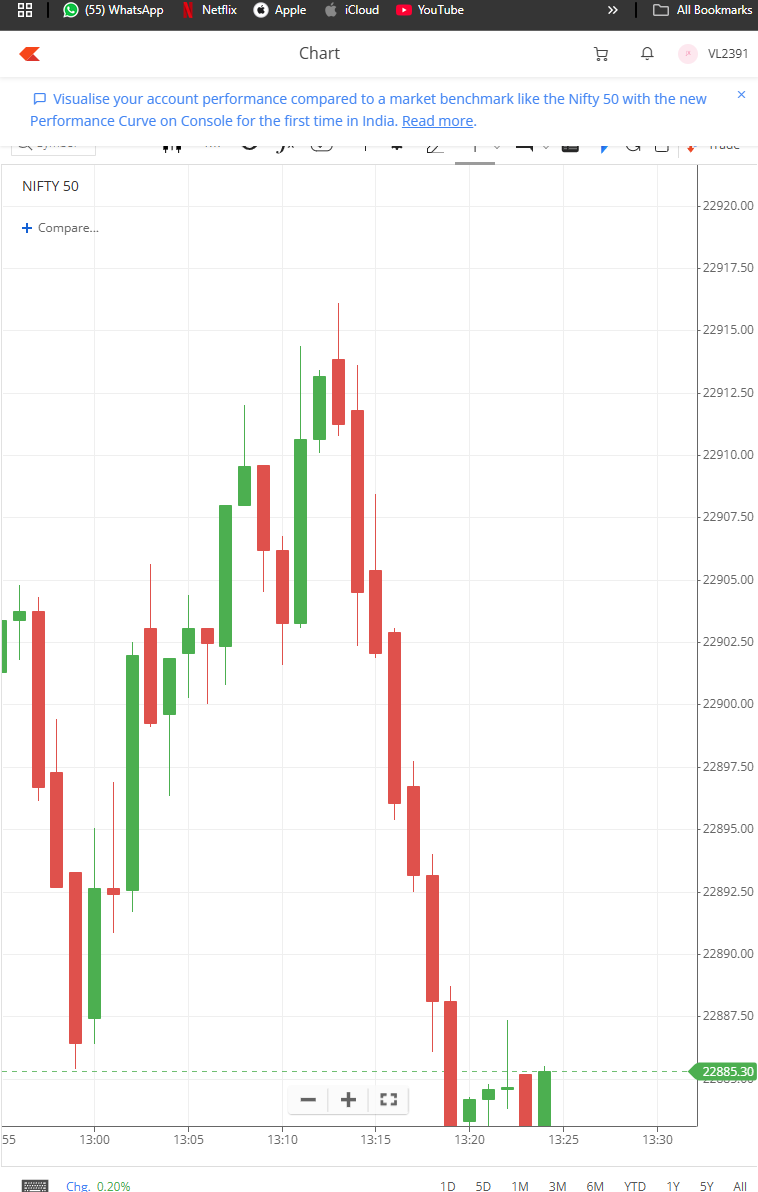 (55) WhatsApp Netflix Apple iCloud YouTube » All Bookmarks
Chart VL2391
Visualise your account performance compared to a market benchmark like the Nifty 50 with the new
Performance Curve on Console for the first time in India. Read more.
NIFTY 50
+ Compare...
22920.00
22917.50
22915.00
22912.50
22910.00
22907.50
22905.00
22902.50
22900.00
22897.50
22895.00
22892.50
22890.00
22887.50
22885.30
55 13:00 13:05 13:10 13:15 13:20 13:25 13:30
Chg. 0.20% 1D 5D 1M 3M 6M YTD 1Y 5Y All